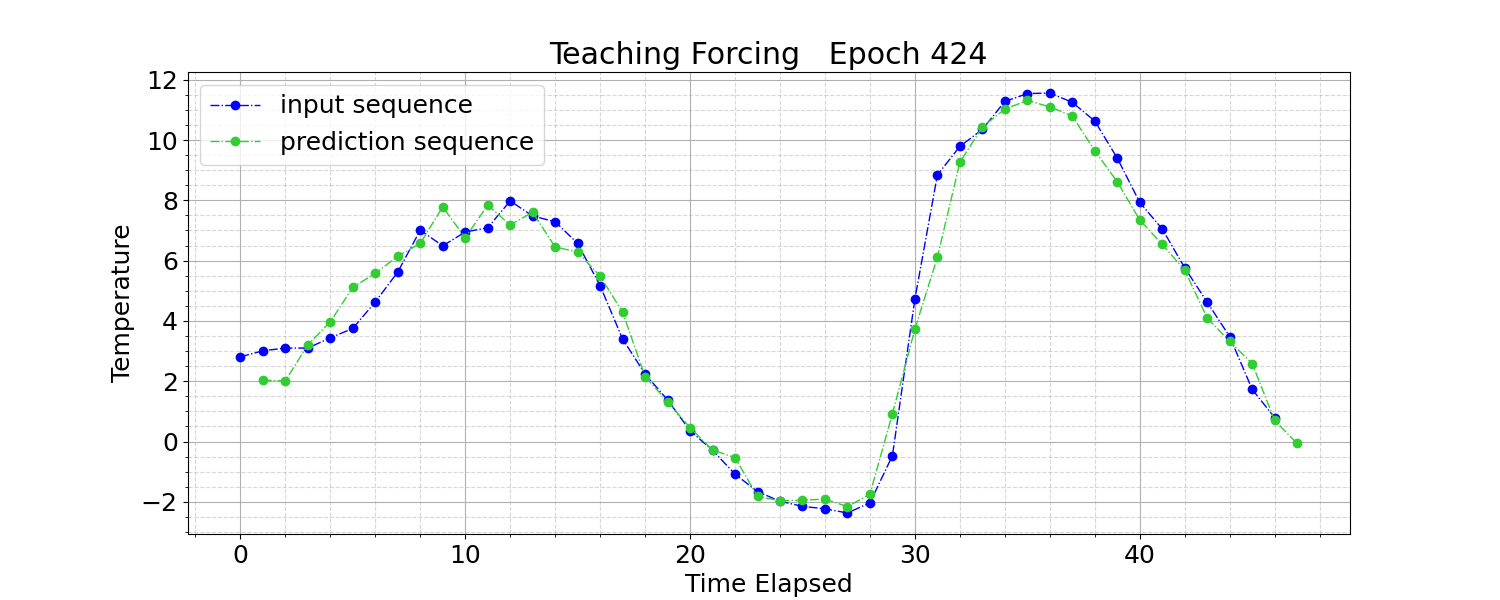 Teaching Forcing   Epoch 424
12
10
8
6
4
2
0
−2
Temperature
input sequence
prediction sequence
0 10 20 30 40
Time Elapsed